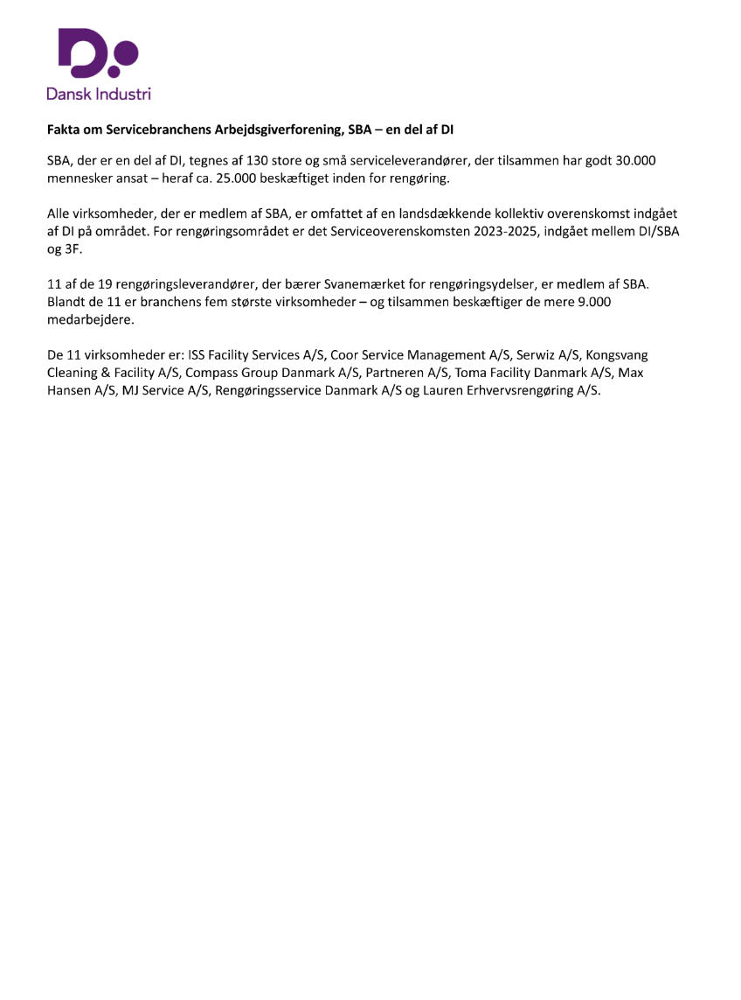 Dansk Industri
Fakta om Servicebranchens Arbejdsgiverforening, SBA – en del af DI
SBA, der er en del af DI, tegnes af 130 store og små serviceleverandører, der tilsammen har godt 30.000
mennesker ansat – heraf ca. 25.000 beskæftiget inden for rengøring.
Alle virksomheder, der er medlem af SBA, er omfattet af en landsdækkende kollektiv overenskomst indgået
af DI på området. For rengøringsområdet er det Serviceoverenskomsten 2023-2025, indgået mellem DI/SBA
og 3F.
11 af de 19 rengøringsleverandører, der bærer Svanemærket for rengøringsydelser, er medlem af SBA.
Blandt de 11 er branchens fem største virksomheder – og tilsammen beskæftiger de mere 9.000
medarbejdere.
De 11 virksomheder er: ISS Facility Services A/S, Coor Service Management A/S, Serwiz A/S, Kongsvang
Cleaning & Facility A/S, Compass Group Danmark A/S, Partneren A/S, Toma Facility Danmark A/S, Max
Hansen A/S, MJ Service A/S, Rengøringsservice Danmark A/S og Lauren Erhvervsrengøring A/S.